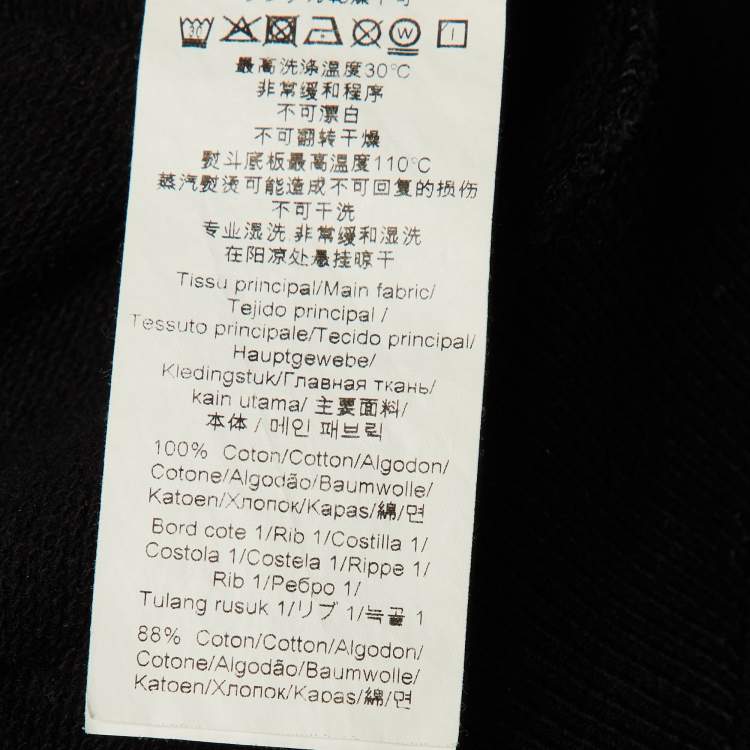 30 W
最高洗涤温度30°C
非常缓和程序
不可漂白
不可翻转干燥
熨斗底板最高温度110°C
蒸汽熨烫可能造成不可回复的损伤
不可干洗
专业湿洗 非常缓和湿洗
在阳凉处悬挂晾干
Tissu principal/Main fabric/
Tejido principal /
Tessuto principale/Tecido principal/
Hauptgewebe/
Kledingstuk/Главная ткань/
kain utama/ 主要面料/
本体 / 메인 패브릭
100% Coton/Cotton/Algodon/
Cotone/Algodão/Baumwolle/
Katoen/Хлопок/Kapas/綿/면
Bord cote 1/Rib 1/Costilla 1/
Costola 1/Costela 1/Rippe 1/
Rib 1/Ребро 1/
Tulang rusuk 1/リブ 1/늑골 1
88% Coton/Cotton/Algodon/
Cotone/Algodão/Baumwolle/
Katoen/Хлопок/Kapas/綿/면